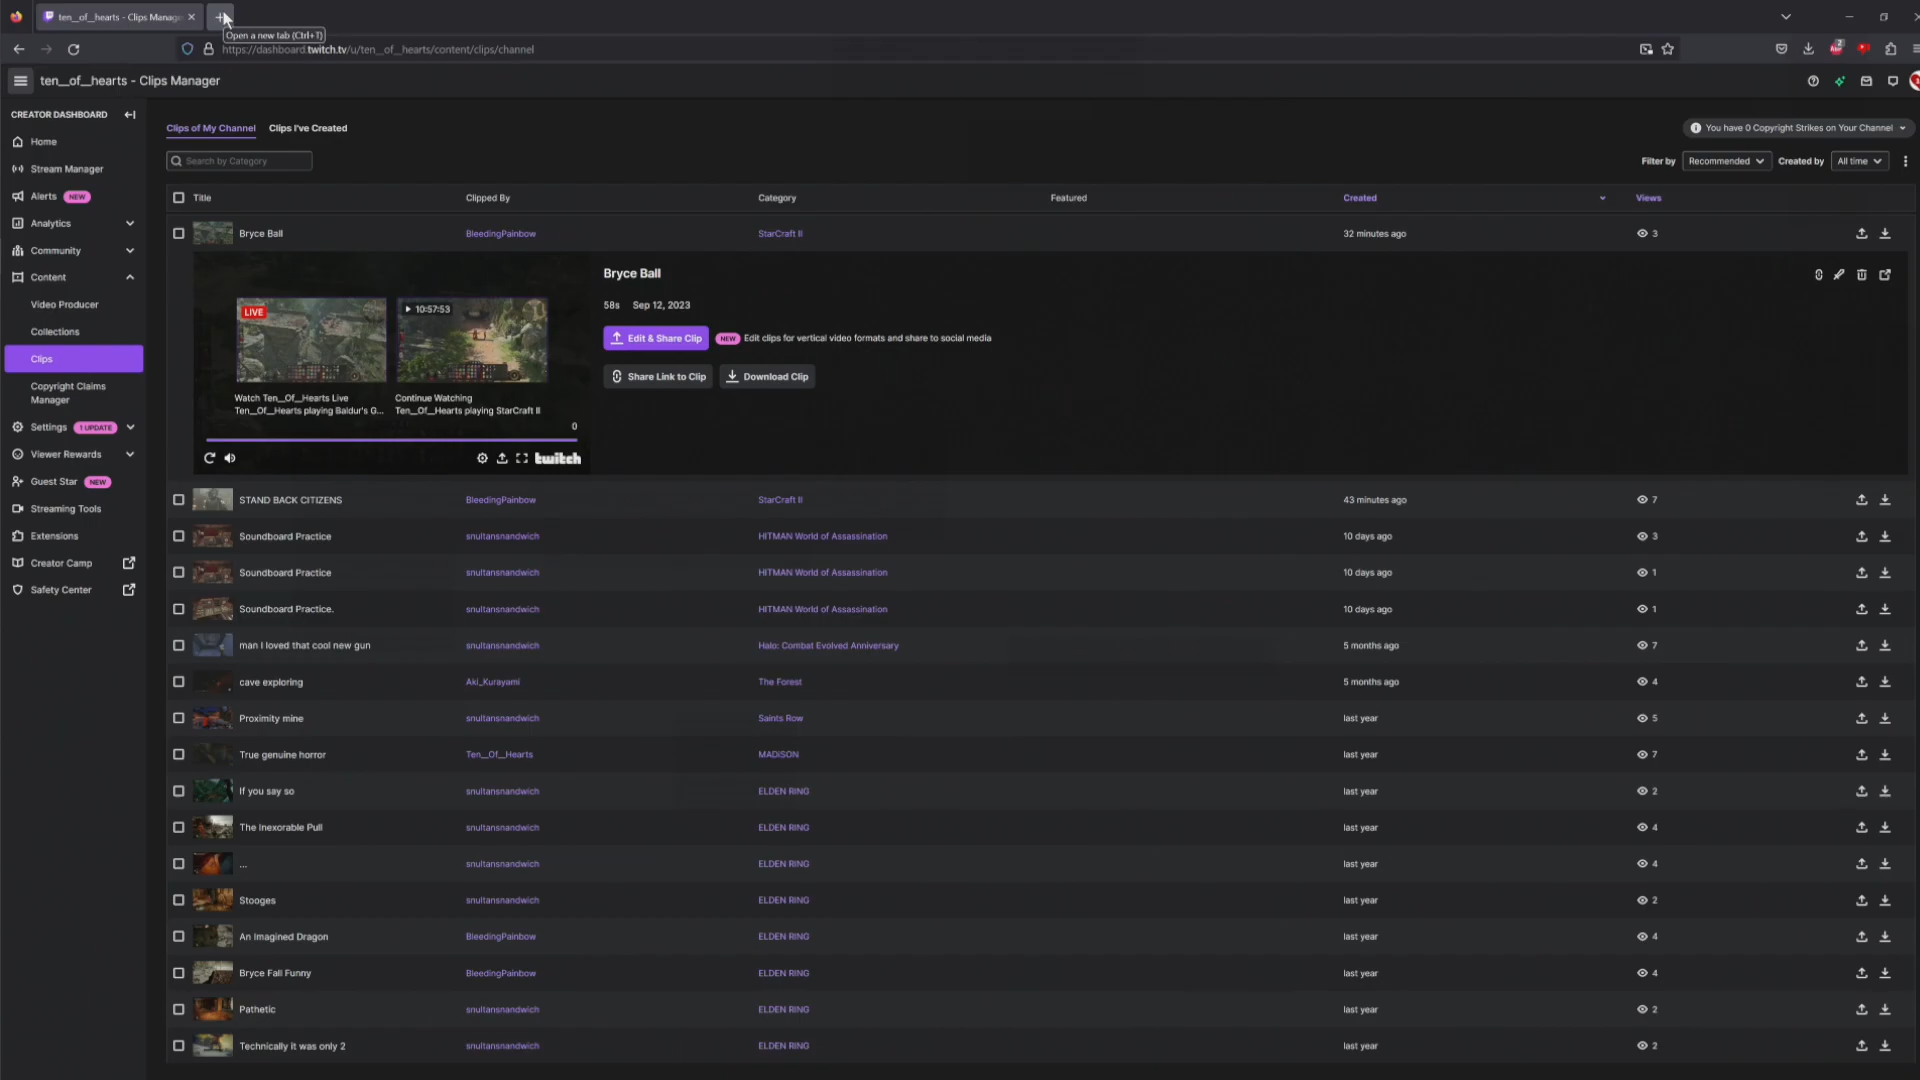 ten__of__hearts - Clips Manag
Open a new tab (Ctrl+T)
https://dashboard.twitch.tv/u/ten__of__hearts/content/clips/channel
2
ten__of__hearts - Clips Manager
CREATOR DASHBOARD
Home
Stream Manager
Alerts NEW
Analytics
Community
Content
Video Producer
Collections
Clips
Copyright Claims
Manager
Settings 1 UPDATE
Viewer Rewards
Guest Star NEW
Streaming Tools
Extensions
Creator Camp
Safety Center
Clips of My Channel Clips I've Created
You have 0 Copyright Strikes on Your Channel
Search by Category
Filter by Recommended Created by All time
Title Clipped By Category Featured Created Views
Bryce Ball BleedingPainbow StarCraft II 32 minutes ago 3
LIVE
10:57:53
Watch Ten__Of__Hearts Live
Ten__Of__Hearts playing Baldur's G...
Continue Watching
Ten__Of__Hearts playing StarCraft II
0
twitch
Bryce Ball
58s Sep 12, 2023
Edit & Share Clip NEW Edit clips for vertical video formats and share to social media
Share Link to Clip Download Clip
STAND BACK CITIZENS BleedingPainbow StarCraft II 43 minutes ago 7
Soundboard Practice snultansnandwich HITMAN World of Assassination 10 days ago 3
Soundboard Practice snultansnandwich HITMAN World of Assassination 10 days ago 1
Soundboard Practice. snultansnandwich HITMAN World of Assassination 10 days ago 1
man I loved that cool new gun snultansnandwich Halo: Combat Evolved Anniversary 5 months ago 7
cave exploring Aki_Kurayami The Forest 5 months ago 4
Proximity mine snultansnandwich Saints Row last year 5
True genuine horror Ten__Of__Hearts MADiSON last year 7
If you say so snultansnandwich ELDEN RING last year 2
The Inexorable Pull snultansnandwich ELDEN RING last year 4
... snultansnandwich ELDEN RING last year 4
Stooges snultansnandwich ELDEN RING last year 2
An Imagined Dragon BleedingPainbow ELDEN RING last year 4
Bryce Fall Funny BleedingPainbow ELDEN RING last year 4
Pathetic snultansnandwich ELDEN RING last year 2
Technically it was only 2 snultansnandwich ELDEN RING last year 2